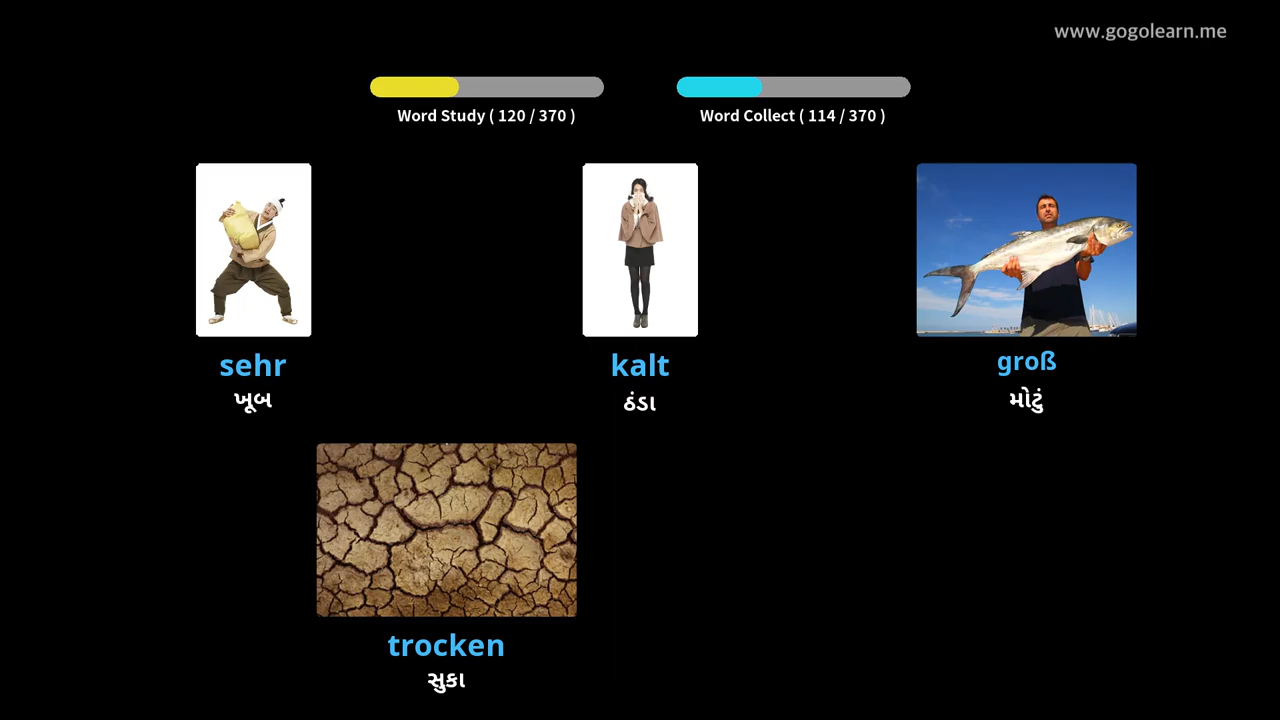 www.gogolearn.me
Word Study ( 120 / 370 )
Word Collect ( 114 / 370 )
sehr
ખૂબ
kalt
ઠંડા
groß
મોટું
trocken
સુકા